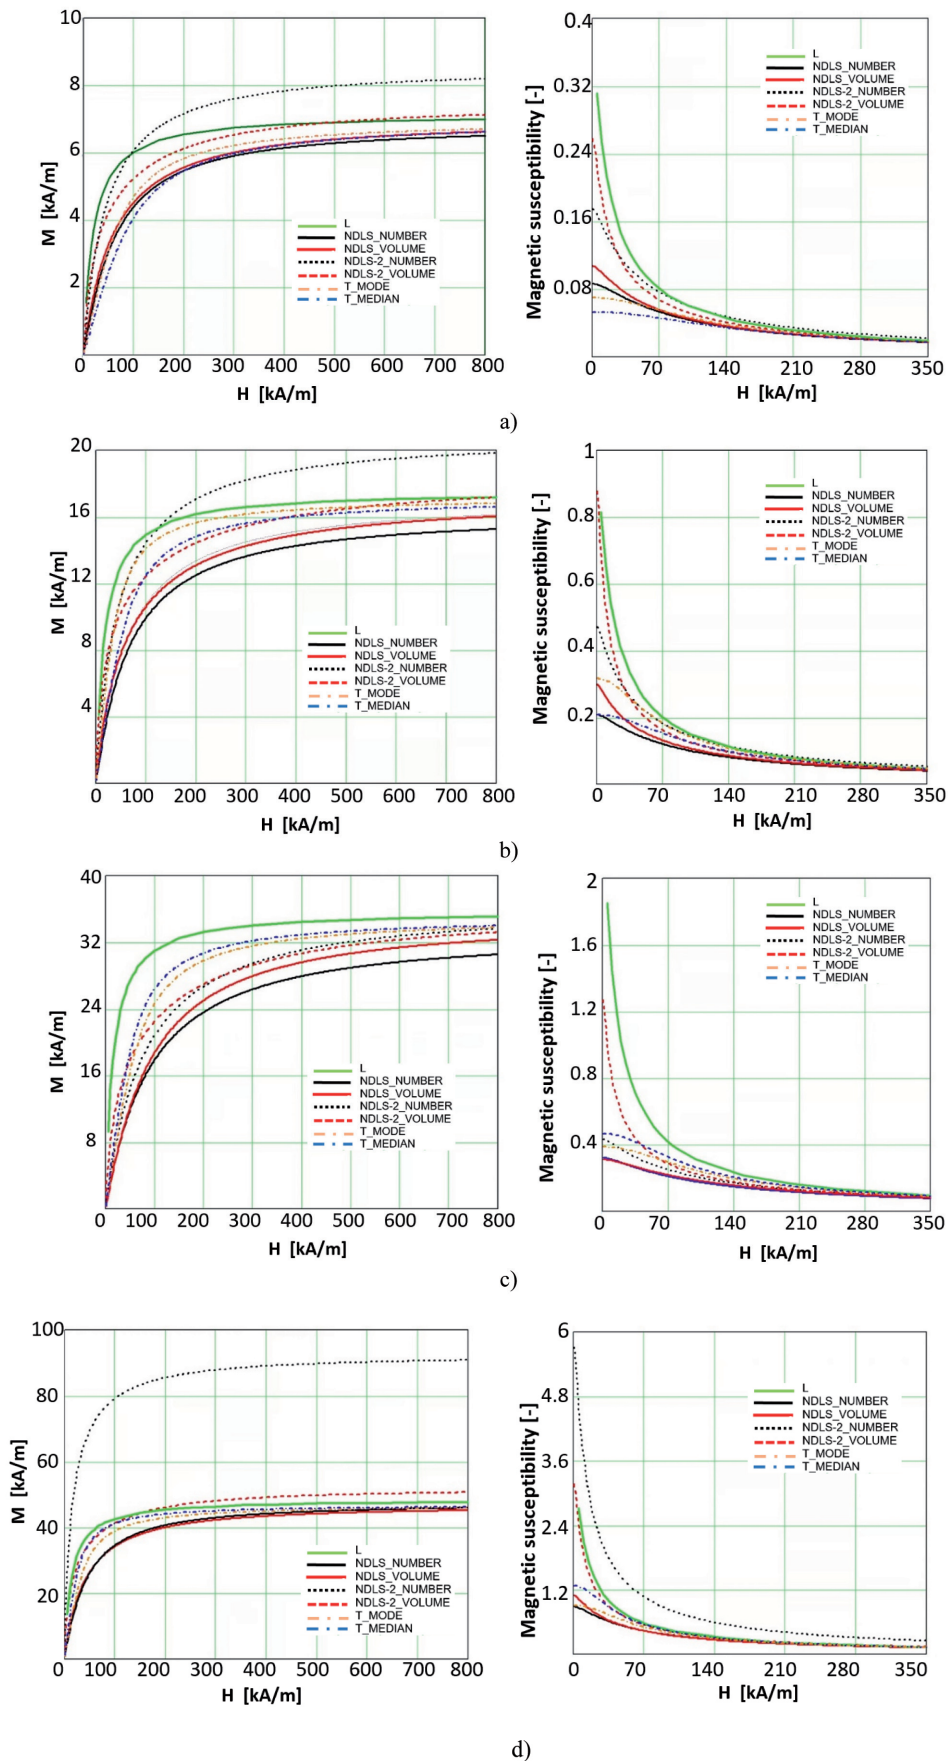 10
8
6
4
2
M [kA/m]
0 100 200 300 400 500 600 700 800
H [kA/m]
L
NDLS_NUMBER
NDLS_VOLUME
NDLS-2_NUMBER
NDLS-2_VOLUME
T_MODE
T_MEDIAN
0.4
0.32
0.24
0.16
0.08
Magnetic susceptibility [-]
0 70 140 210 280 350
H [kA/m]
L
NDLS_NUMBER
NDLS_VOLUME
NDLS-2_NUMBER
NDLS-2_VOLUME
T_MODE
T_MEDIAN
a)
20
16
12
8
4
M [kA/m]
0 100 200 300 400 500 600 700 800
H [kA/m]
L
NDLS_NUMBER
NDLS_VOLUME
NDLS-2_NUMBER
NDLS-2_VOLUME
T_MODE
T_MEDIAN
1
0.8
0.6
0.4
0.2
Magnetic susceptibility [-]
0 70 140 210 280 350
H [kA/m]
L
NDLS_NUMBER
NDLS_VOLUME
NDLS-2_NUMBER
NDLS-2_VOLUME
T_MODE
T_MEDIAN
b)
40
32
24
16
8
M [kA/m]
0 100 200 300 400 500 600 700 800
H [kA/m]
L
NDLS_NUMBER
NDLS_VOLUME
NDLS-2_NUMBER
NDLS-2_VOLUME
T_MODE
T_MEDIAN
2
1.6
1.2
0.8
0.4
Magnetic susceptibility [-]
0 70 140 210 280 350
H [kA/m]
L
NDLS_NUMBER
NDLS_VOLUME
NDLS-2_NUMBER
NDLS-2_VOLUME
T_MODE
T_MEDIAN
c)
100
80
60
40
20
M [kA/m]
0 100 200 300 400 500 600 700 800
H [kA/m]
L
NDLS_NUMBER
NDLS_VOLUME
NDLS-2_NUMBER
NDLS-2_VOLUME
T_MODE
T_MEDIAN
6
4.8
3.6
2.4
1.2
Magnetic susceptibility [-]
0 70 140 210 280 350
H [kA/m]
L
NDLS_NUMBER
NDLS_VOLUME
NDLS-2_NUMBER
NDLS-2_VOLUME
T_MODE
T_MEDIAN
d)